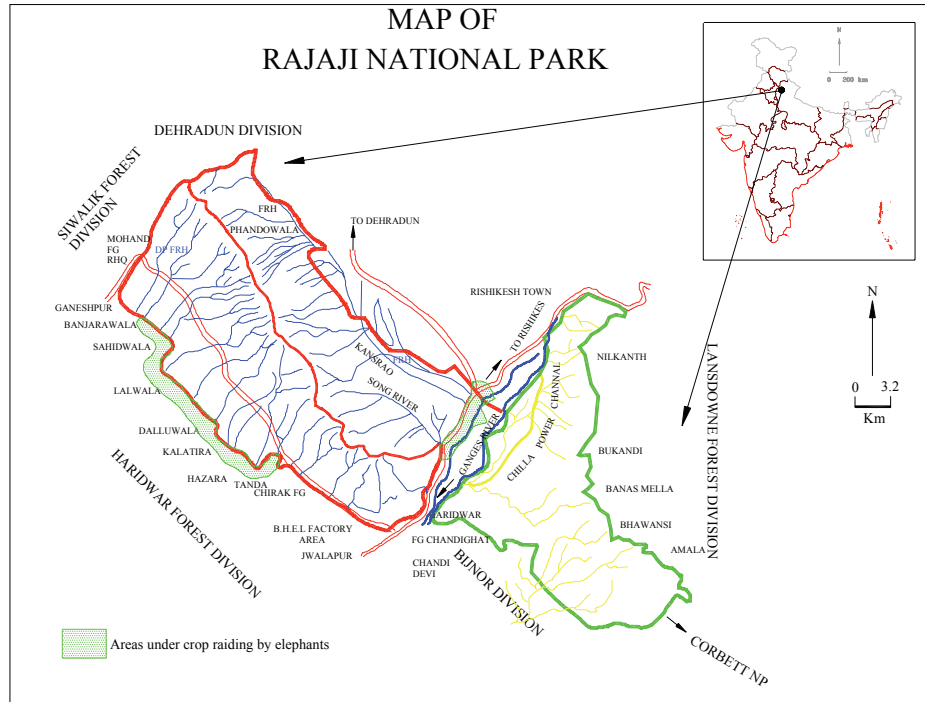 MAP OF
RAJAJI NATIONAL PARK
N
0 200 km
DEHRADUN DIVISION
SIWALIK FOREST
DIVISION
FRH
PHANDOWALA
TO DEHRADUN
MOHAND
FG
RHQ
DP FRH
GANESHPUR
BANJARAWALA
SAHIDWALA
LALWALA
DALLUWALA
KALATIRA
HAZARA
TANDA
CHIRAK FG
HARIDWAR FOREST DIVISION
B.H.E.L FACTORY
AREA
JWALAPUR
KANSRAO
FRH
SONG RIVER
RISHIKESH TOWN
TO RISHIKES
GANGES RIVER
CHILLA POWER CHANNAL
NILKANTH
BUKANDI
BANAS MELLA
BHAWANSI
AMALA
LANSDOWNE FOREST DIVISION
N
0 3.2
Km
HARIDWAR
FG CHANDIGHAT
CHANDI
DEVI
BIJNOR DIVISION
CORBETT NP
Areas under crop raiding by elephants